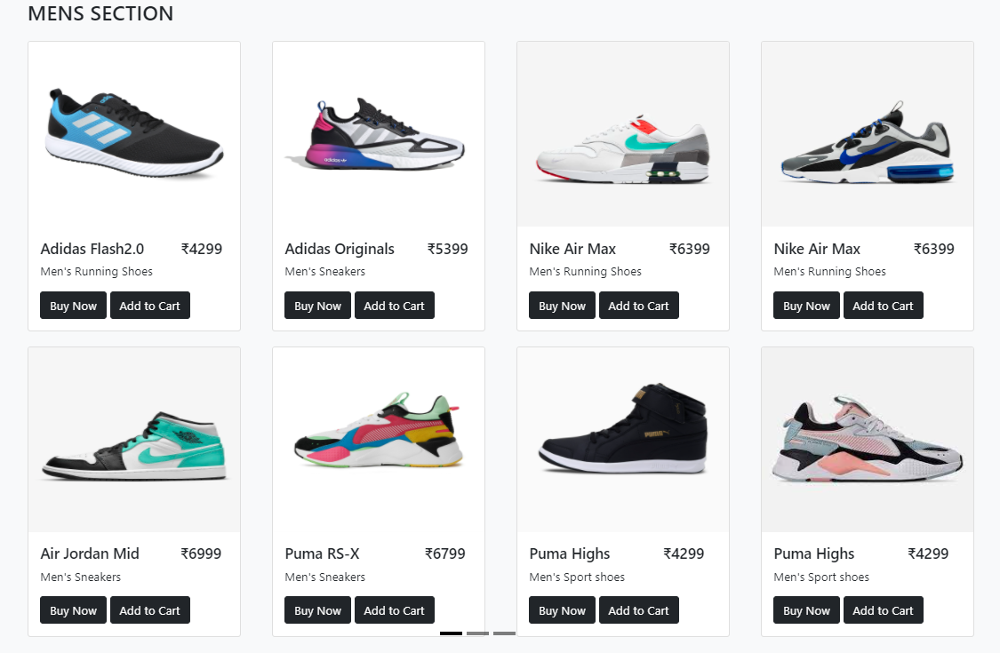 MENS SECTION
adidas
PUMA
Adidas Flash2.0 ₹4299
Men's Running Shoes
Buy Now Add to Cart
Adidas Originals ₹5399
Men's Sneakers
Buy Now Add to Cart
Nike Air Max ₹6399
Men's Running Shoes
Buy Now Add to Cart
Nike Air Max ₹6399
Men's Running Shoes
Buy Now Add to Cart
Air Jordan Mid ₹6999
Men's Sneakers
Buy Now Add to Cart
Puma RS-X ₹6799
Men's Sneakers
Buy Now Add to Cart
Puma Highs ₹4299
Men's Sport shoes
Buy Now Add to Cart
Puma Highs ₹4299
Men's Sport shoes
Buy Now Add to Cart